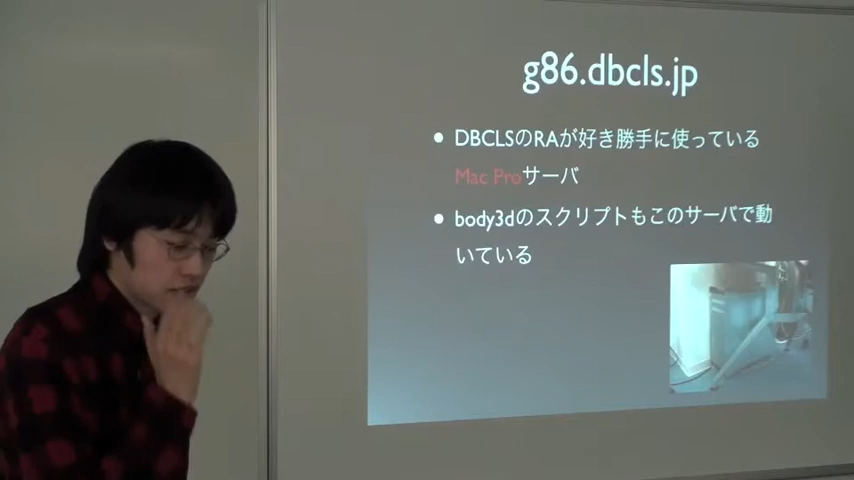 g86.dbcls.jp
● DBCLSのRAが好き勝手に使っている
Mac Proサーバ
● body3dのスクリプトもこのサーバで動
いている